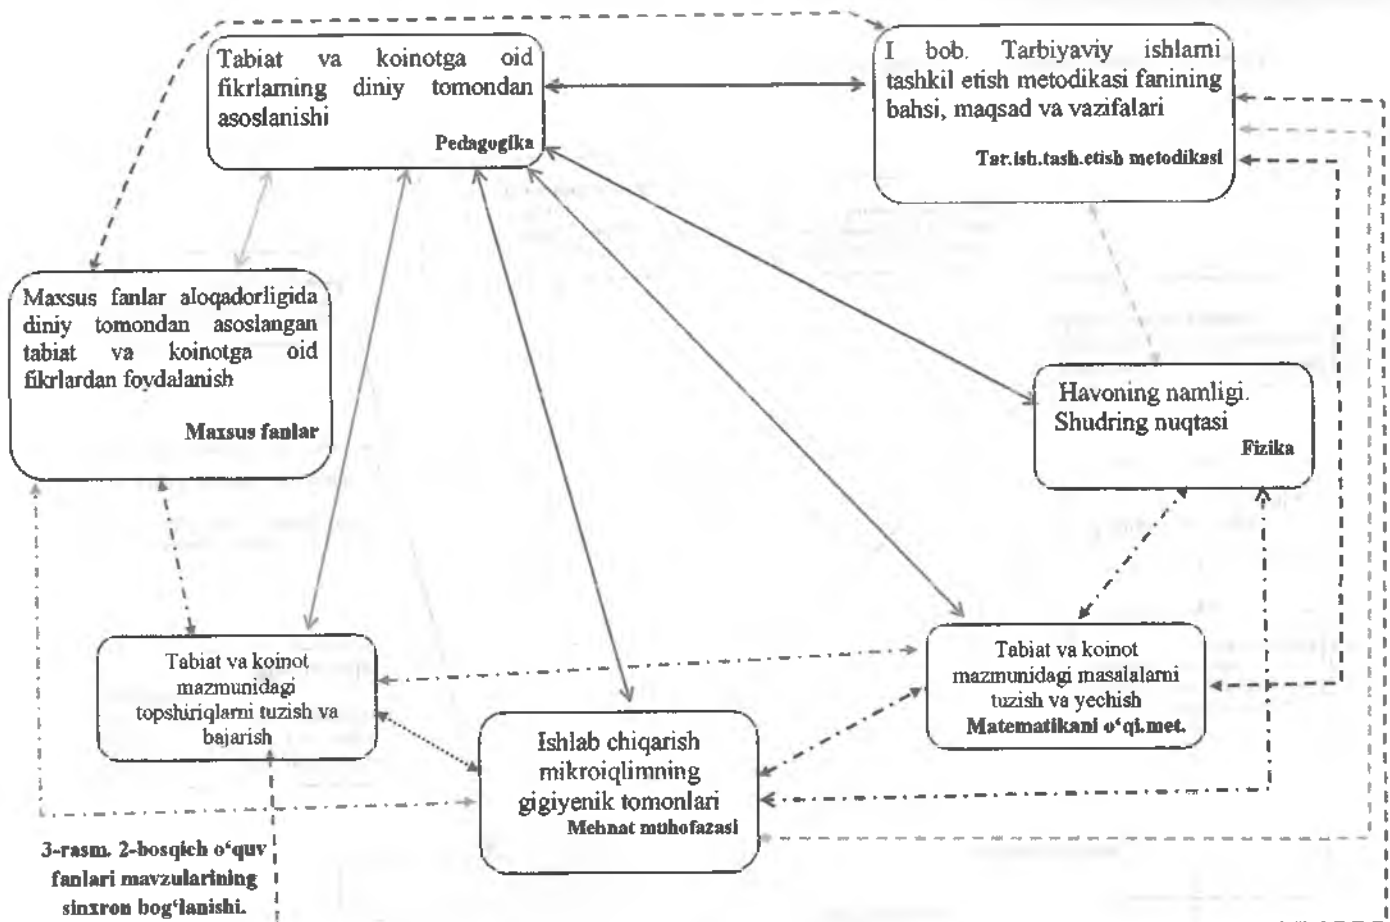 Tabiat va koinotga oid
fikrlarning diniy tomondan
asoslanishi
Pedagogika
I bob. Tarbiyaviy ishlarni
tashkil etish metodikasi fanining
bahsi, maqsad va vazifalari
Tar.ish.tash.etish metodikasi
Maxsus fanlar aloqadorligida
diniy tomondan asoslangan
tabiat va koinotga oid
fikrlardan foydalanish
Maxsus fanlar
Havoning namligi.
Shudring nuqtasi
Fizika
Tabiat va koinot
mazmunidagi
topshiriqlarni tuzish va
bajarish
Tabiat va koinot
mazmunidagi masalalarni
tuzish va yechish
Matematikani o‘qi.met.
Ishlab chiqarish
mikroiqlimning
gigiyenik tomonlari
Mehnat muhofazasi
3-rasm. 2-bosqich o‘quv
fanlari mavzularining
sinxron bog‘lanishi.